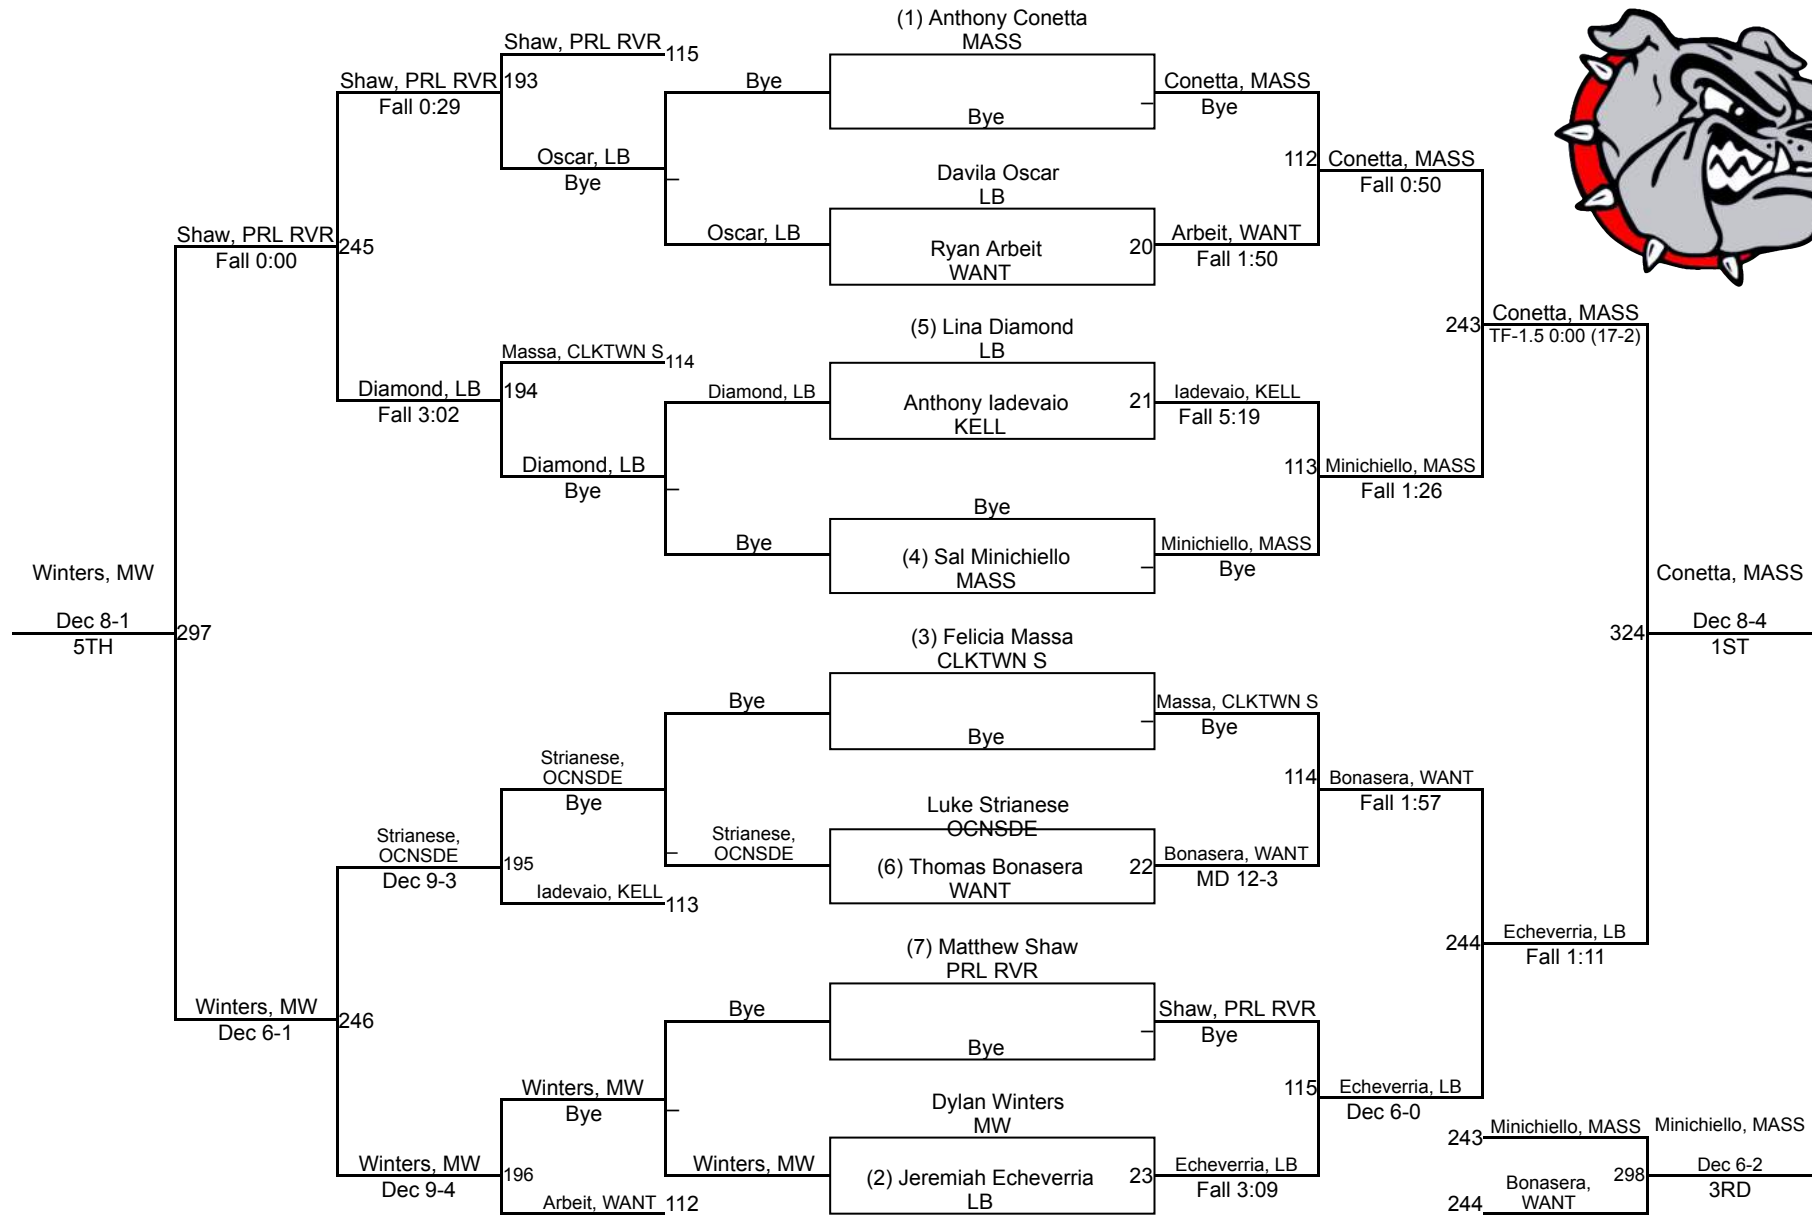 (1) Anthony Conetta
MASS
Bye
Davila Oscar
LB
Ryan Arbeit
WANT
20
(5) Lina Diamond
LB
Anthony Iadevaio
KELL
21
Bye
(4) Sal Minichiello
MASS
(3) Felicia Massa
CLKTWN S
Bye
Luke Strianese
OCNSDE
(6) Thomas Bonasera
WANT
22
(7) Matthew Shaw
PRL RVR
Bye
Dylan Winters
MW
(2) Jeremiah Echeverria
LB
23
Conetta, MASS
Bye
Arbeit, WANT
Fall 1:50
Iadevaio, KELL
Fall 5:19
Minichiello, MASS
Bye
Massa, CLKTWN S
Bye
Bonasera, WANT
MD 12-3
Shaw, PRL RVR
Bye
Echeverria, LB
Fall 3:09
112
Conetta, MASS
Fall 0:50
113
Minichiello, MASS
Fall 1:26
114
Bonasera, WANT
Fall 1:57
115
Echeverria, LB
Dec 6-0
243
Conetta, MASS
TF-1.5 0:00 (17-2)
244
Echeverria, LB
Fall 1:11
Conetta, MASS
324
Dec 8-4
1ST
243
Minichiello, MASS
244
Bonasera,
WANT
298
Minichiello, MASS
Dec 6-2
3RD
Bye
Oscar, LB
Diamond, LB
Bye
Bye
Strianese,
OCNSDE
Bye
Winters, MW
Shaw, PRL RVR
115
Oscar, LB
Bye
Massa, CLKTWN S
114
Diamond, LB
Bye
Strianese,
OCNSDE
Bye
Iadevaio, KELL
113
Winters, MW
Bye
Arbeit, WANT
112
Shaw, PRL RVR
193
Fall 0:29
Diamond, LB
194
Fall 3:02
Strianese,
OCNSDE
195
Dec 9-3
Winters, MW
196
Dec 9-4
Shaw, PRL RVR
245
Fall 0:00
Winters, MW
246
Dec 6-1
Winters, MW
Dec 8-1
297
5TH